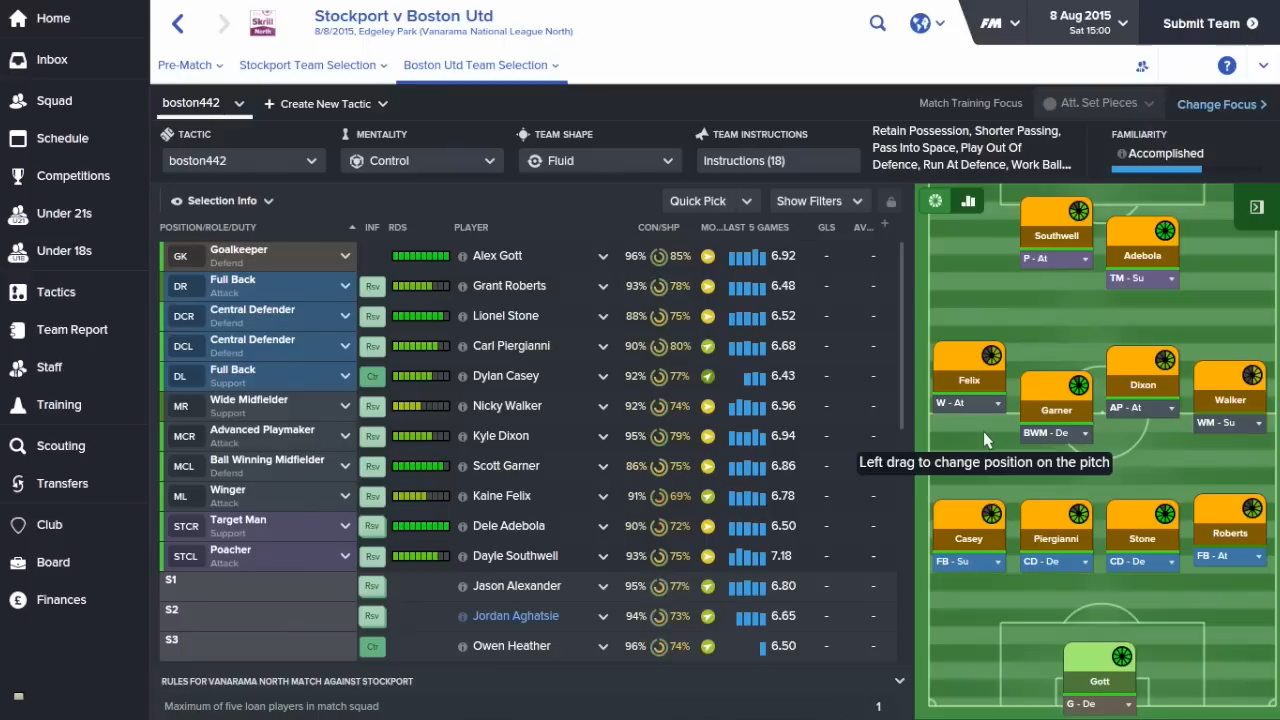 Home
Inbox
Squad
Schedule
Competitions
Under 21s
Under 18s
Tactics
Team Report
Staff
Training
Scouting
Transfers
Club
Board
Finances
Skrill
North
Stockport v Boston Utd
8/8/2015, Edgeley Park (Vanarama National League North)
FM
8 Aug 2015
Sat 15:00
Submit Team
Pre-Match
Stockport Team Selection
Boston Utd Team Selection
?
boston442
+ Create New Tactic
Match Training Focus
Att. Set Pieces
Change Focus >
TACTIC
MENTALITY
TEAM SHAPE
TEAM INSTRUCTIONS
boston442
Control
Fluid
Instructions (18)
Retain Possession, Shorter Passing,
Pass Into Space, Play Out Of
Defence, Run At Defence, Work Ball...
FAMILIARITY
Accomplished
Selection Info
Quick Pick
Show Filters
POSITION/ROLE/DUTY INF RDS PLAYER CON/SHP MO... LAST 5 GAMES GLS AV...
GK Goalkeeper Defend Alex Gott 96% 85% 6.92 - -
DR Full Back Attack Rsv Grant Roberts 93% 78% 6.48 - -
DCR Central Defender Defend Rsv Lionel Stone 88% 75% 6.52 - -
DCL Central Defender Defend Rsv Carl Piergianni 90% 80% 6.68 - -
DL Full Back Support Ctr Dylan Casey 92% 77% 6.43 - -
MR Wide Midfielder Support Rsv Nicky Walker 92% 74% 6.96 - -
MCR Advanced Playmaker Attack Rsv Kyle Dixon 95% 79% 6.94 - -
MCL Ball Winning Midfielder Defend Rsv Scott Garner 86% 75% 6.86 - -
ML Winger Attack Rsv Kaine Felix 91% 69% 6.78 - -
STCR Target Man Support Rsv Dele Adebola 90% 72% 6.50 - -
STCL Poacher Attack Rsv Dayle Southwell 93% 75% 7.18 - -
S1 Rsv Jason Alexander 95% 77% 6.80 - -
S2 Rsv Jordan Aghatsie 94% 73% 6.65 - -
S3 Ctr Owen Heather 96% 74% 6.50 - -
RULES FOR VANARAMA NORTH MATCH AGAINST STOCKPORT
Maximum of five loan players in match squad 1
Southwell
P - At
Adebola
TM - Su
Felix
W - At
Garner
BWM - De
Dixon
AP - At
Walker
WM - Su
Left drag to change position on the pitch
Casey
FB - Su
Piergianni
CD - De
Stone
CD - De
Roberts
FB - At
Gott
G - De